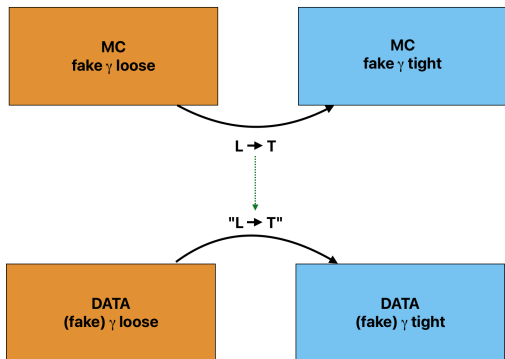 MC
fake γ loose
MC
fake γ tight
L → T
"L → T"
DATA
(fake) γ loose
DATA
(fake) γ tight